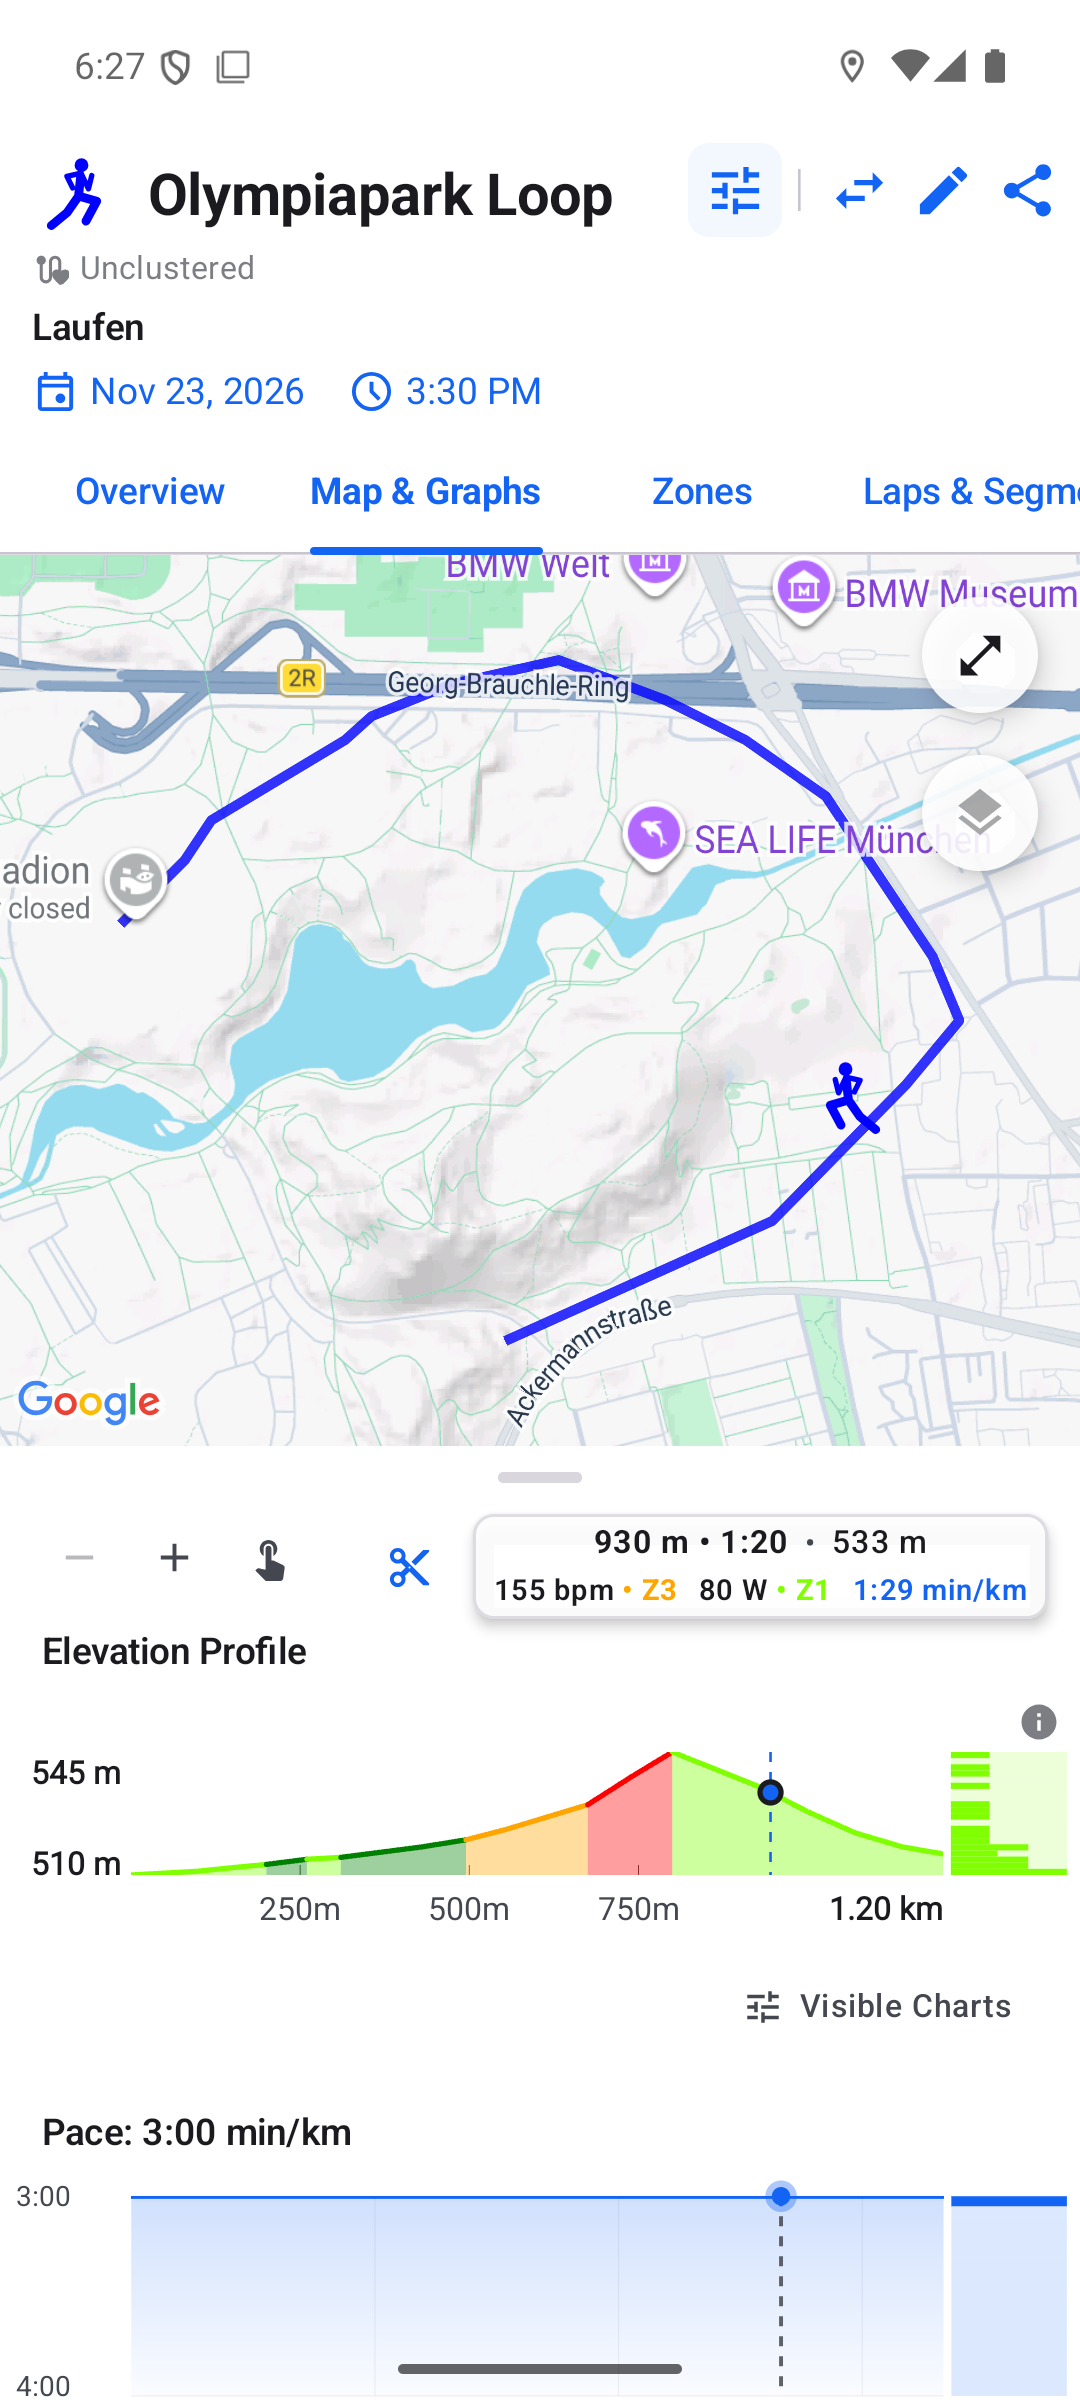 6:27
Olympiapark Loop
Unclustered
Laufen
Nov 23, 2026
3:30 PM
Overview
Map & Graphs
Zones
Laps & Segm
BMW Welt
BMW Museum
2R
Georg-Brauchle-Ring
SEA LIFE München
adion
closed
Ackermannstraße
Google
930 m • 1:20 • 533 m
155 bpm • Z3 80 W • Z1 1:29 min/km
Elevation Profile
545 m
510 m
250m
500m
750m
1.20 km
Visible Charts
Pace: 3:00 min/km
3:00
4:00